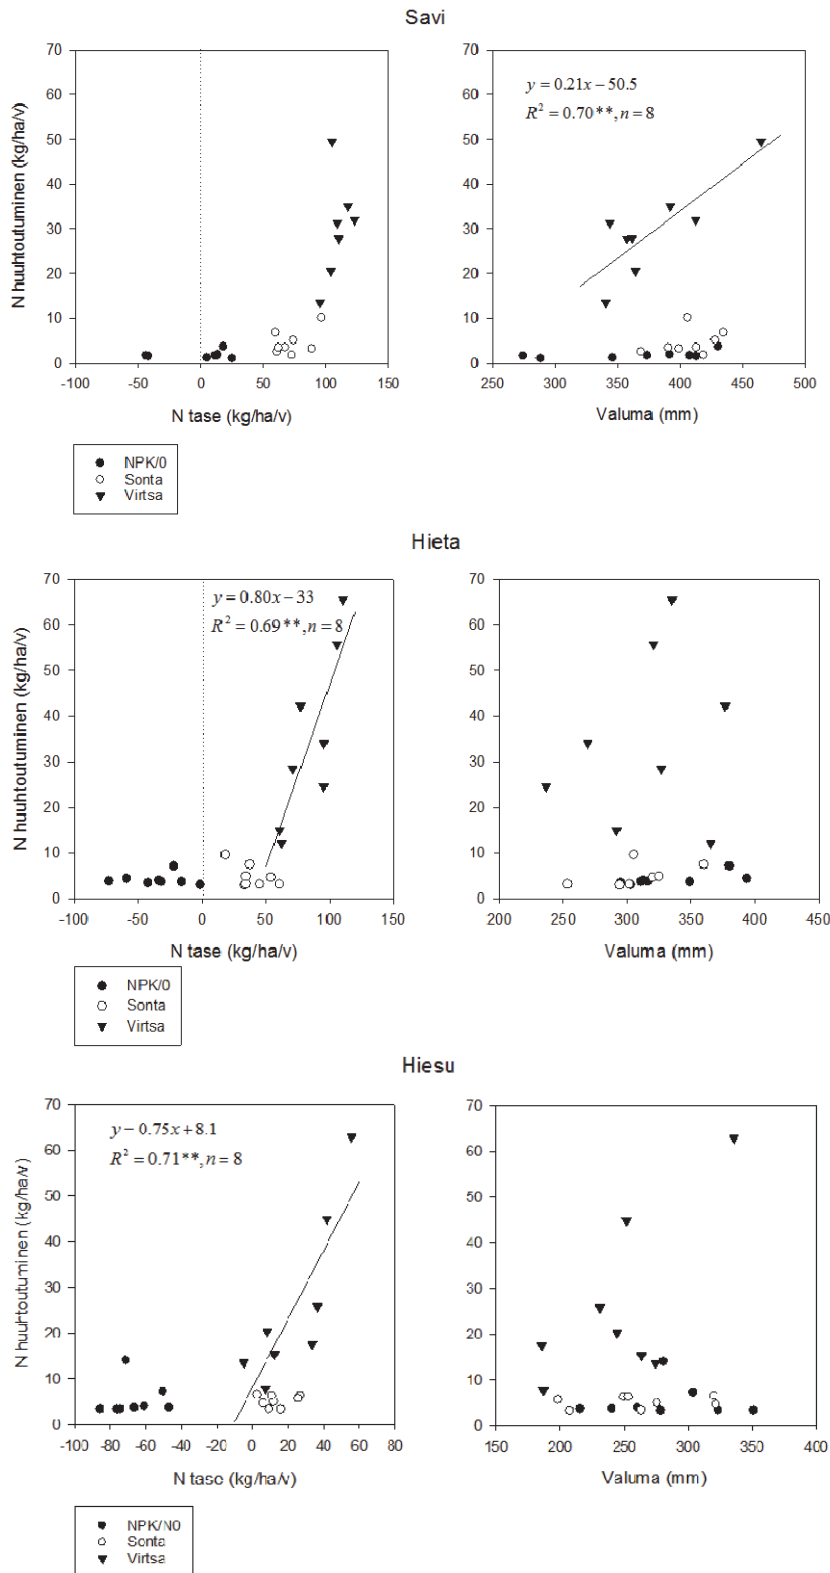 Savi
70
60
50
40
30
20
10
0
N huuhtoutuminen (kg/ha/v)
-100 -50 0 50 100 150
N tase (kg/ha/v)
70
60
50
40
30
20
10
0
y = 0.21x − 50.5
R² = 0.70**, n = 8
250 300 350 400 450 500
Valuma (mm)
NPK/0
Sonta
Virtsa
Hieta
70
60
50
40
30
20
10
0
N huuhtoutuminen (kg/ha/v)
y = 0.80x − 33
R² = 0.69**, n = 8
-100 -50 0 50 100 150
N tase (kg/ha/v)
70
60
50
40
30
20
10
0
200 250 300 350 400 450
Valuma (mm)
NPK/0
Sonta
Virtsa
Hiesu
70
60
50
40
30
20
10
0
N huuhtoutuminen (kg/ha/v)
y − 0.75x + 8.1
R² = 0.71**, n = 8
-100 -80 -60 -40 -20 0 20 40 60 80
N tase (kg/ha/v)
70
60
50
40
30
20
10
0
150 200 250 300 350 400
Valuma (mm)
NPK/N0
Sonta
Virtsa